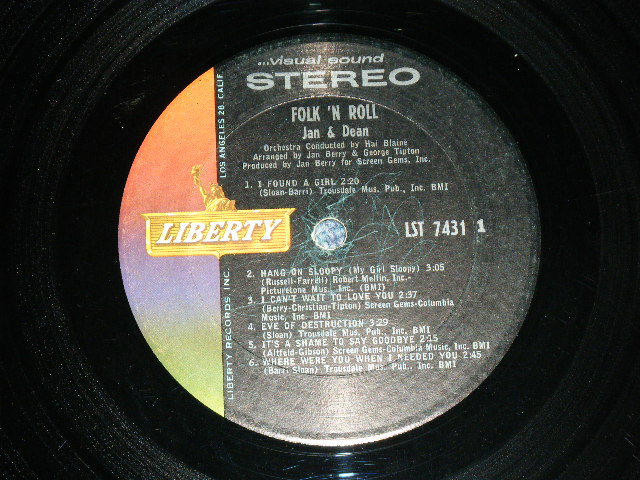 ...visual sound
STEREO
FOLK 'N ROLL
Jan & Dean
Orchestra Conducted by Hal Blaine
Arranged by Jan Berry & George Tipton
Produced by Jan Berry for Screen Gems, Inc.
1. I FOUND A GIRL 2:20
(Sloan-Barri) Trousdale Mus. Pub., Inc. BMI
LIBERTY
LST 7431 1
2. HANG ON SLOOPY (My Girl Sloopy) 3:05
(Russell-Farrell) Robert Mellin, Inc.,
Picturetone Mus., Inc. (BMI)
3. I CAN'T WAIT TO LOVE YOU 2:37
(Berry-Christian-Tipton) Screen Gems-Columbia
Music, Inc. BMI
4. EVE OF DESTRUCTION 3:29
(Sloan) Trousdale Mus. Pub., Inc. BMI
5. IT'S A SHAME TO SAY GOODBYE 2:15
(Altfeld-Gibson) Screen Gems-Columbia Music, Inc. BMI
6. WHERE WERE YOU WHEN I NEEDED YOU 2:45
(Barri Sloan) Trousdale Mus. Pub., Inc. BMI
LIBERTY RECORDS INC.
LOS ANGELES 28, CALIF.